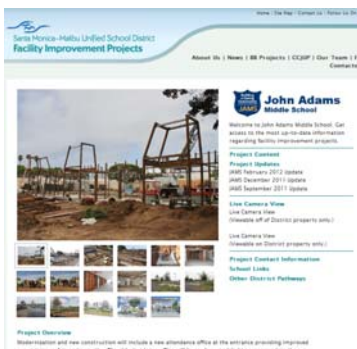 Home | Site Map | Contact Us | Follow Us On
Santa Monica-Malibu Unified School District
Facility Improvement Projects
About Us | News | BB Projects | CCJUP | Our Team |
Contacts
JAMS
John Adams
Middle School
Welcome to John Adams Middle School. Get
access to the most up-to-date information
regarding facility improvement projects.
Project Content
Project Updates
JAMS February 2012 Update
JAMS December 2011 Update
JAMS September 2011 Update
Live Camera View
Live Camera View
(Viewable off of District property only.)
Live Camera View
(Viewable on District property only.)
Project Contact Information
School Links
Other District Pathways
Project Overview
Modernization and new construction will include a new attendance office at the entrance providing improved